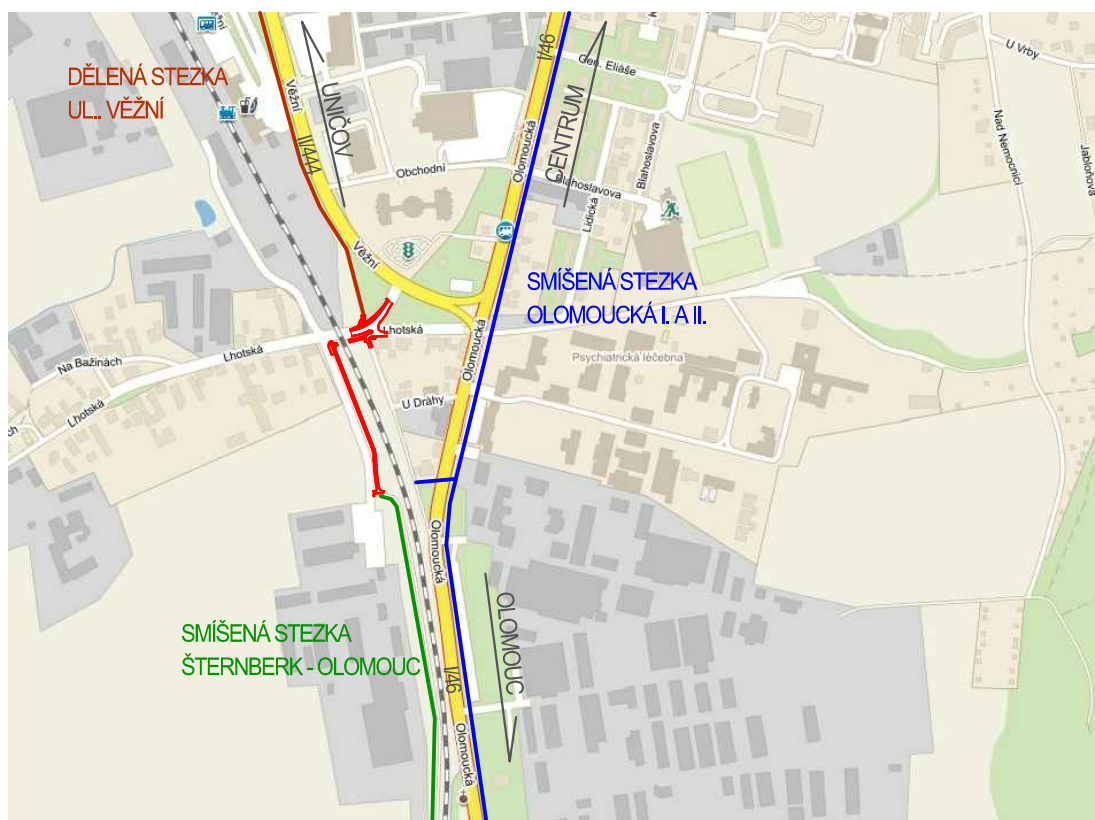 DĚLENÁ STEZKA
UL.. VĚŽNÍ
Věžní
II/444
UNIČOV
I/46
CENTRUM
Gen. Eliáše
U Vrby
Olomoucká
Obchodní
Blahoslavova
Blahoslavova
Lidická
Nad Nemocnicí
Jabloňová
Věžní
SMÍŠENÁ STEZKA
OLOMOUCKÁ I. A II.
Lhotská
Olomoucká
Lhotská
Na Bažinách
Lhotská
U Dráhy
Psychiatrická léčebna
Olomoucká
OLOMOUC
SMÍŠENÁ STEZKA
ŠTERNBERK - OLOMOUC
I/46
Olomoucká